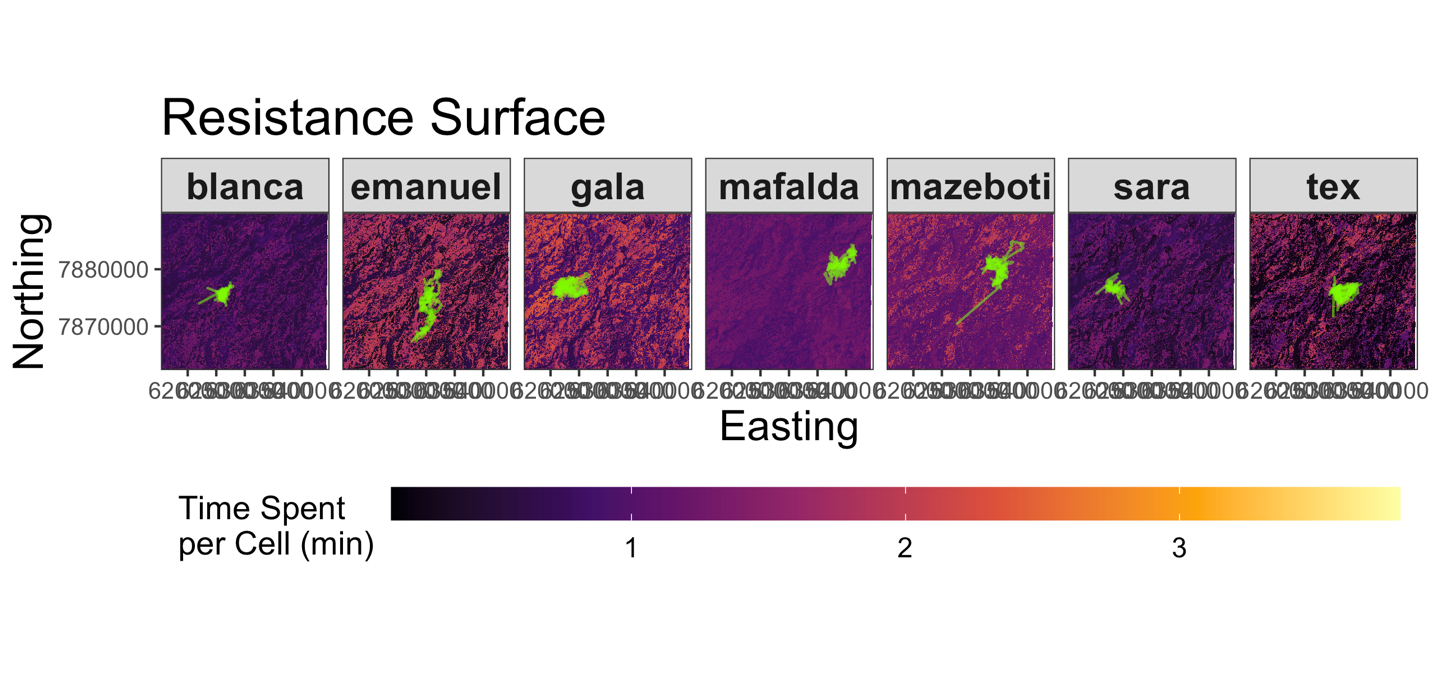 Resistance Surface
blanca emanuel gala mafalda mazeboti sara tex
Northing
7880000
7870000
Easting
Time Spent
per Cell (min)
1 2 3